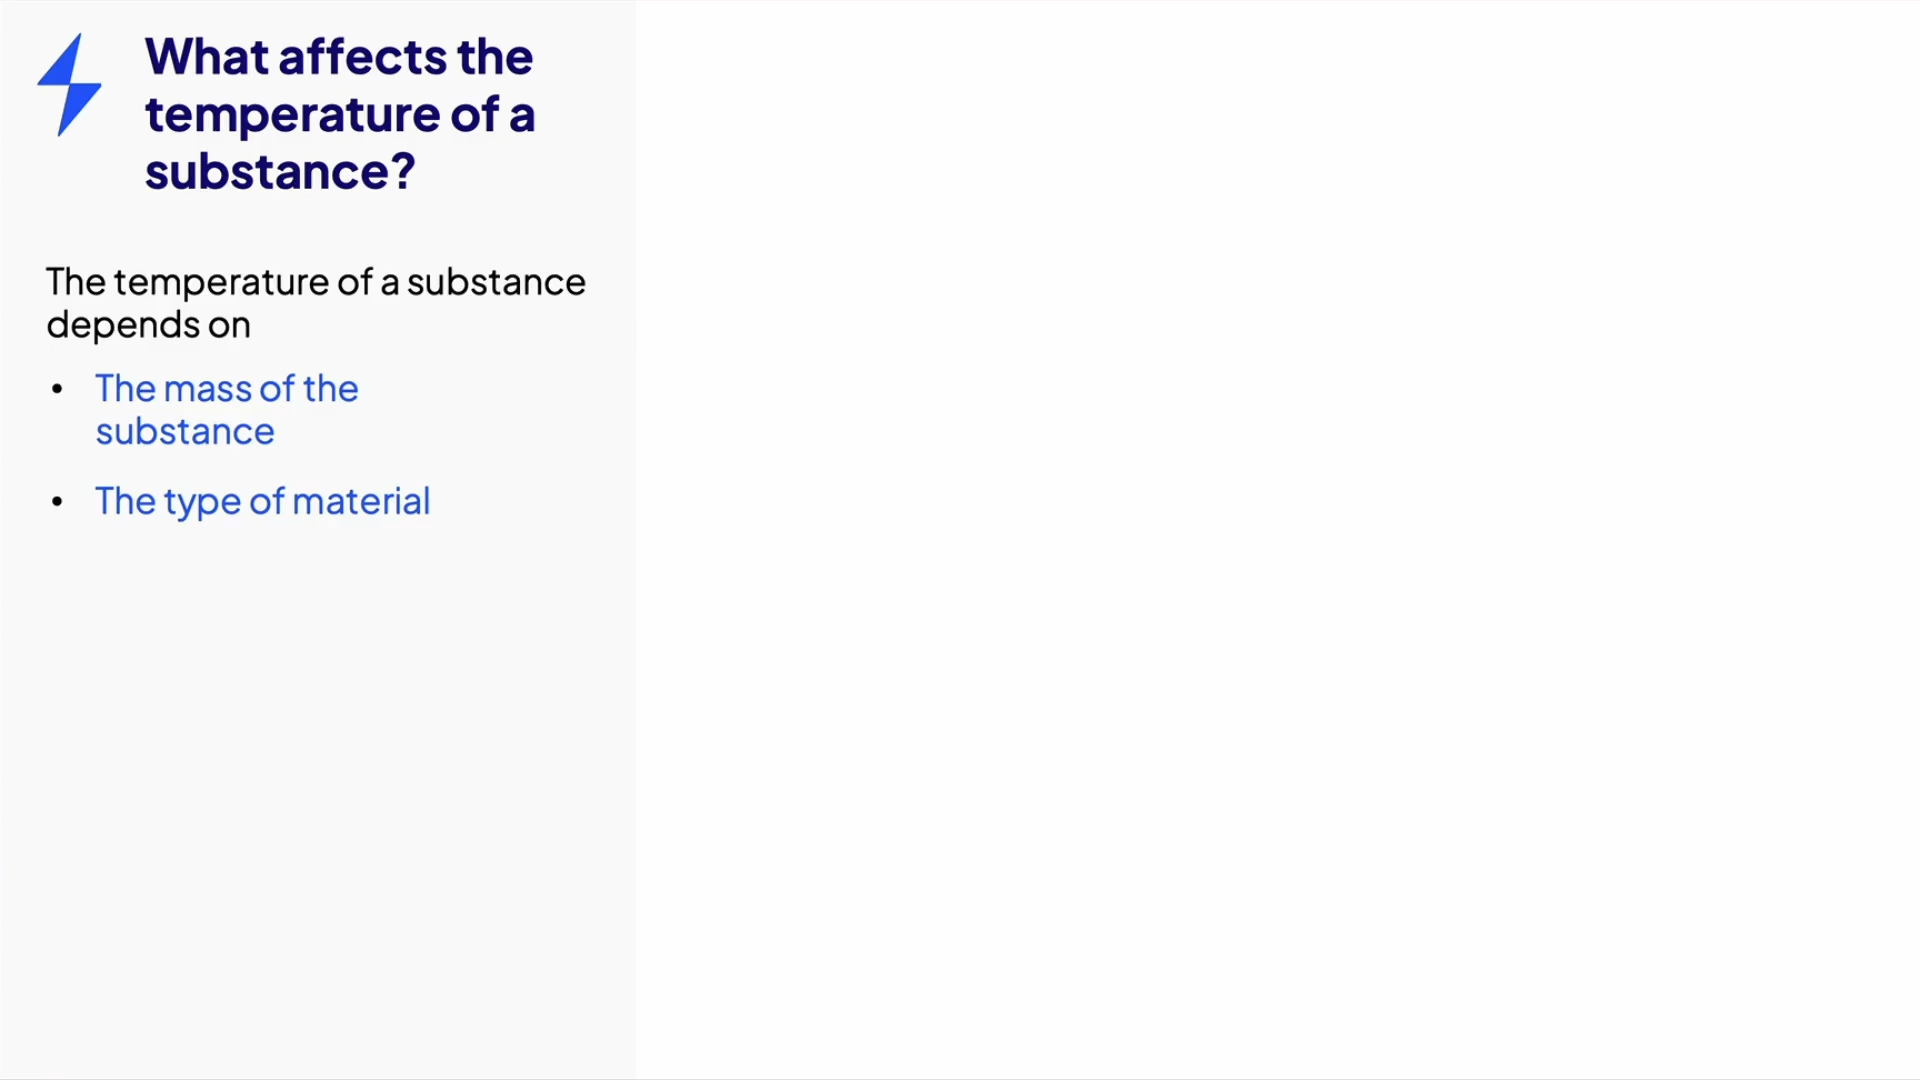 What affects the
temperature of a
substance?
The temperature of a substance
depends on
• The mass of the
substance
• The type of material